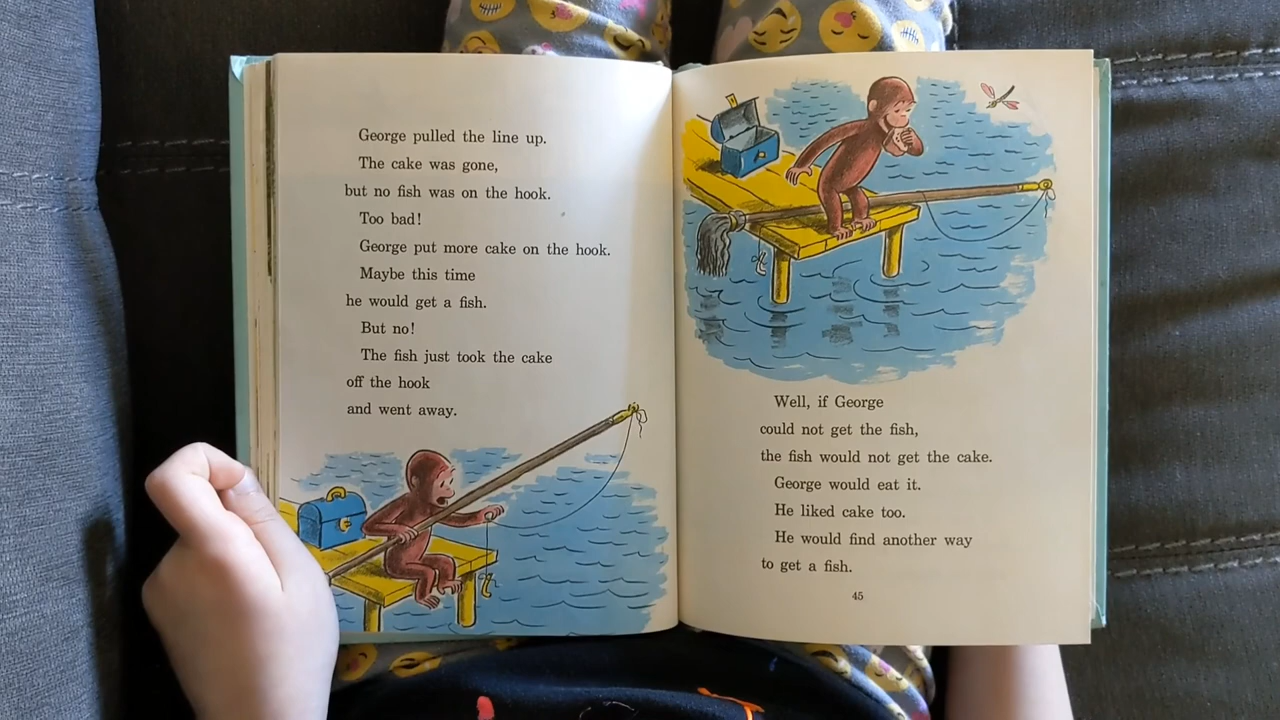 George pulled the line up.
The cake was gone,
but no fish was on the hook.
Too bad!
George put more cake on the hook.
Maybe this time
he would get a fish.
But no!
The fish just took the cake
off the hook
and went away.
Well, if George
could not get the fish,
the fish would not get the cake.
George would eat it.
He liked cake too.
He would find another way
to get a fish.
45